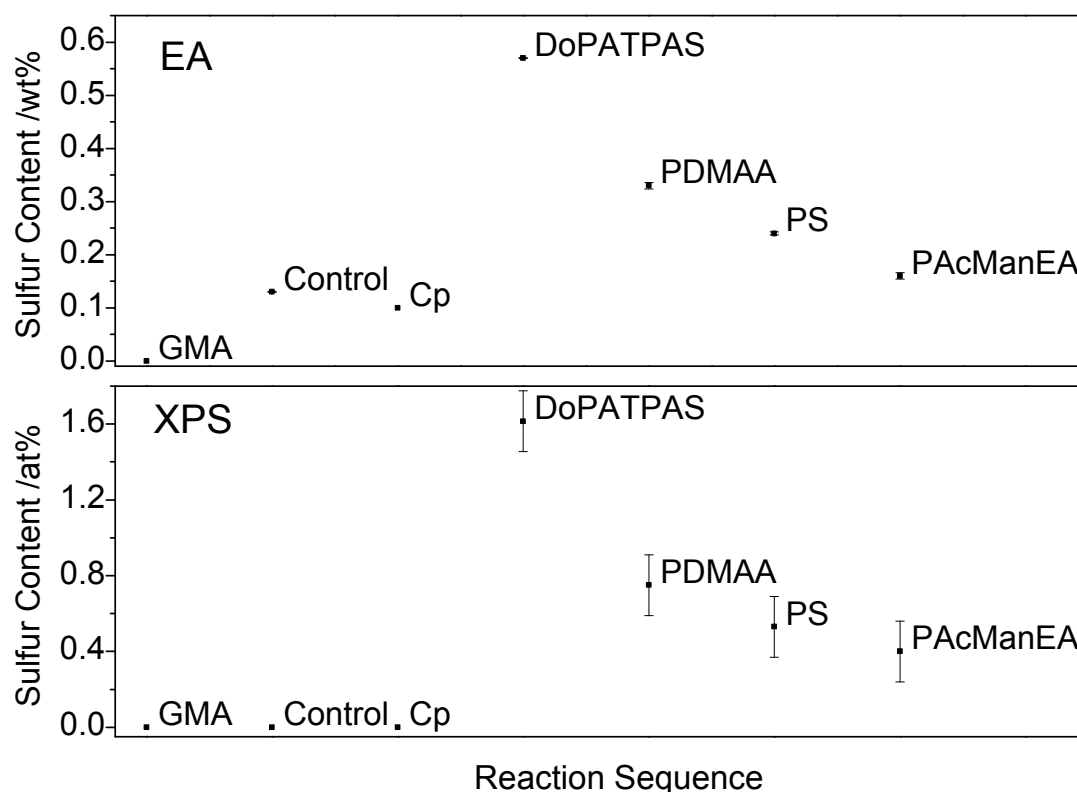 EA
Sulfur Content /wt%
0.6
0.5
0.4
0.3
0.2
0.1
0.0
DoPATPAS
PDMAA
PS
PAcManEA
Control
Cp
GMA
XPS
Sulfur Content /at%
1.6
1.2
0.8
0.4
0.0
DoPATPAS
PDMAA
PS
PAcManEA
GMA
Control
Cp
Reaction Sequence